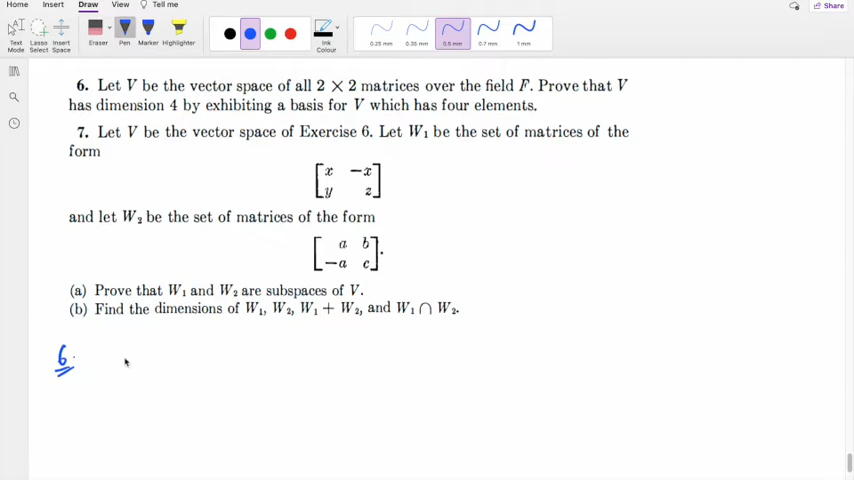 Home Insert Draw View Tell me Share
Text Mode Lasso Select Insert Space Eraser Pen Marker Highlighter Ink Colour 0.25 mm 0.35 mm 0.5 mm 0.7 mm 1 mm
6. Let V be the vector space of all 2 × 2 matrices over the field F. Prove that V
has dimension 4 by exhibiting a basis for V which has four elements.
7. Let V be the vector space of Exercise 6. Let W₁ be the set of matrices of the
form
[x −x]
[y z]
and let W₂ be the set of matrices of the form
[a b]
[−a c].
(a) Prove that W₁ and W₂ are subspaces of V.
(b) Find the dimensions of W₁, W₂, W₁ + W₂, and W₁ ∩ W₂.
6.